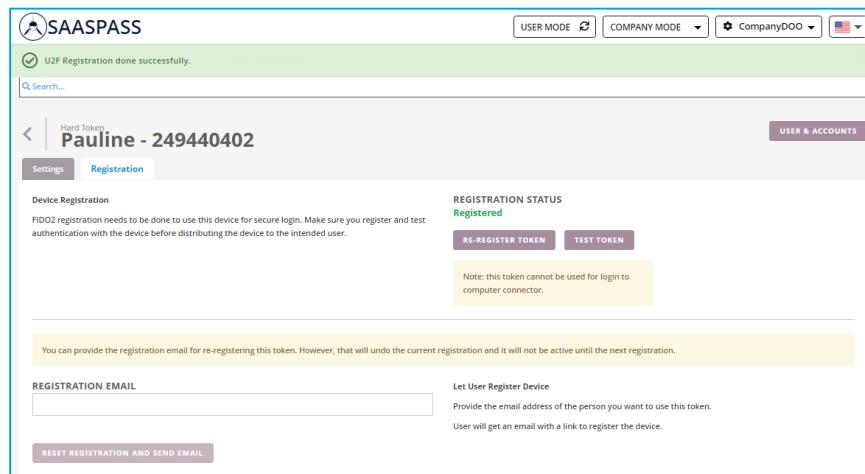 SAASPASS
USER MODE
COMPANY MODE
CompanyDOO
U2F Registration done successfully.
Search...
Hard Token
Pauline - 249440402
USER & ACCOUNTS
Settings
Registration
Device Registration
FIDO2 registration needs to be done to use this device for secure login. Make sure you register and test
authentication with the device before distributing the device to the intended user.
REGISTRATION STATUS
Registered
RE-REGISTER TOKEN
TEST TOKEN
Note: this token cannot be used for login to
computer connector.
You can provide the registration email for re-registering this token. However, that will undo the current registration and it will not be active until the next registration.
REGISTRATION EMAIL
RESET REGISTRATION AND SEND EMAIL
Let User Register Device
Provide the email address of the person you want to use this token.
User will get an email with a link to register the device.